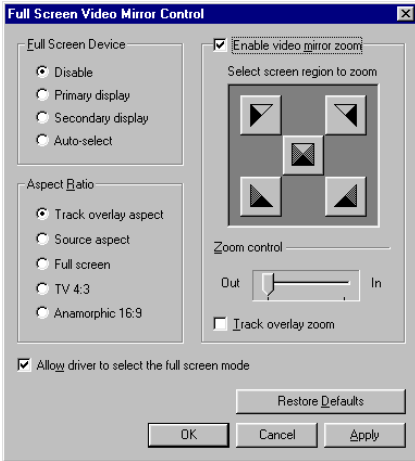 Full Screen Video Mirror Control
Full Screen Device
Disable
Primary display
Secondary display
Auto-select
Aspect Ratio
Track overlay aspect
Source aspect
Full screen
TV 4:3
Anamorphic 16:9
Enable video mirror zoom
Select screen region to zoom
Zoom control
Out
In
Track overlay zoom
Allow driver to select the full screen mode
Restore Defaults
OK
Cancel
Apply